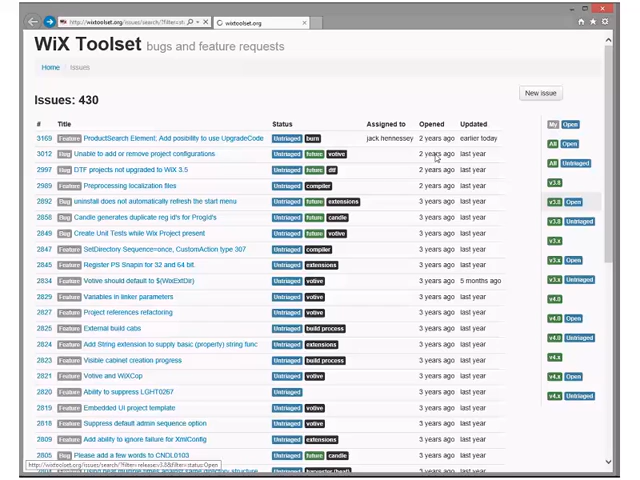 http://wixtoolset.org/issues/search/?filter=st
wixtoolset.org
WiX Toolset bugs and feature requests
Home Issues
New issue
Issues: 430
# Title Status Assigned to Opened Updated
My Open
3169 Feature ProductSearch Element: Add posibility to use UpgradeCode Untriaged burn jack hennessey 2 years ago earlier today
All Open
3012 Bug Unable to add or remove project configurations Untriaged future votive 2 years ago last year
All Untriaged
2997 Bug DTF projects not upgraded to WiX 3.5 Untriaged future dtf 2 years ago last year
v3.8
2989 Feature Preprocessing localization files Untriaged compiler 2 years ago last year
2892 Bug uninstall does not automatically refresh the start menu Untriaged future extensions 3 years ago last year
v3.8 Open
2858 Bug Candle generates duplicate reg id's for ProgId's Untriaged future candle 3 years ago last year
v3.8 Untriaged
2849 Bug Create Unit Tests while Wix Project present Untriaged future votive 3 years ago last year
v3.x
2847 Feature SetDirectory Sequence=once, CustomAction type 307 Untriaged compiler 3 years ago last year
v3.x Open
2845 Feature Register PS Snapin for 32 and 64 bit. Untriaged extensions 3 years ago last year
2834 Feature Votive should default to $(WixExtDir) Untriaged votive 3 years ago 5 months ago
v3.x Untriaged
2829 Feature Variables in linker parameters Untriaged votive 3 years ago last year
v4.0
2827 Feature Project references refactoring Untriaged votive 3 years ago last year
v4.0 Open
2825 Feature External build cabs Untriaged build process 3 years ago last year
v4.0 Untriaged
2824 Feature Add String extension to supply basic (property) string func Untriaged extensions 3 years ago last year
v4.x
2823 Feature Visible cabinet creation progress Untriaged build process 3 years ago last year
2821 Feature Votive and WiXCop Untriaged votive 3 years ago last year
v4.x Open
2820 Feature Ability to suppress LGHT0267 Untriaged 3 years ago last year
v4.x Untriaged
2819 Bug Embedded UI project template Untriaged votive 3 years ago last year
2818 Feature Suppress default admin sequence option Untriaged votive 3 years ago last year
2809 Feature Add ability to ignore failure for XmlConfig Untriaged extensions 3 years ago last year
2805 Bug Please add a few words to CNDL0103 Untriaged future candle 3 years ago last year
http://wixtoolset.org/issues/search/?filter=release:v3.8&filter=status:Open